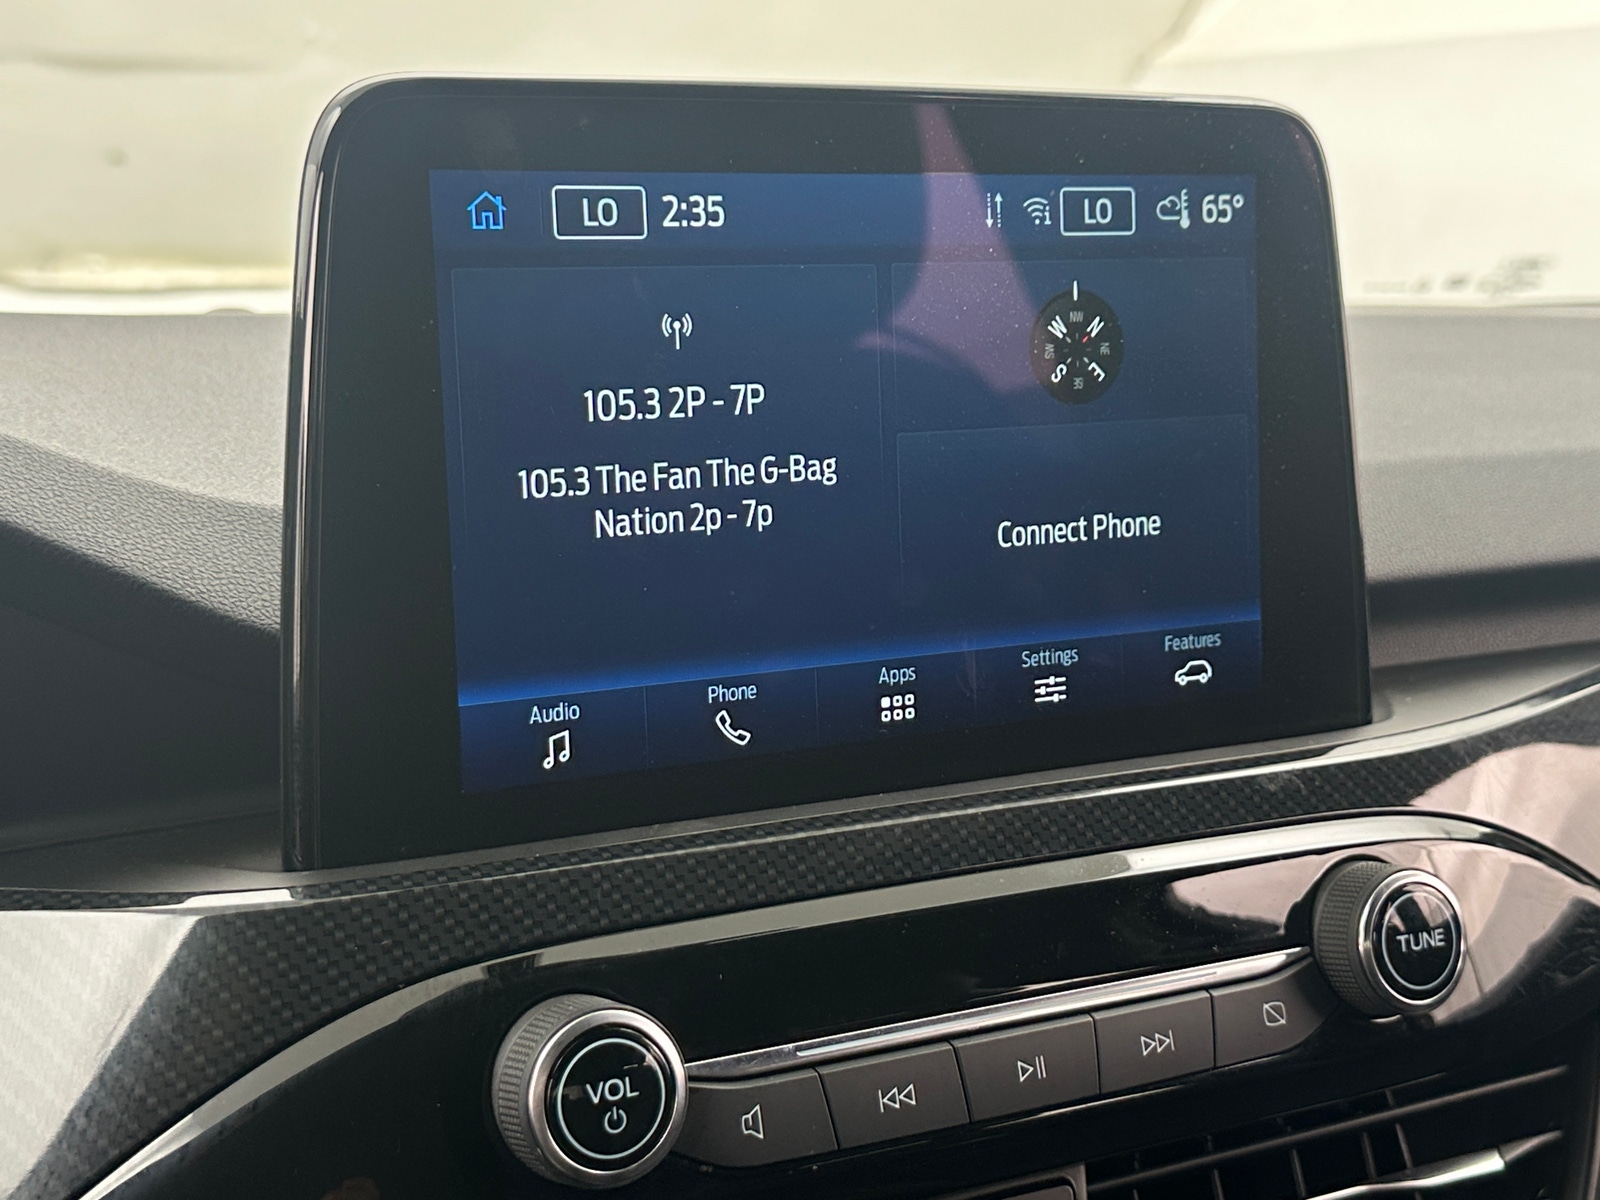 LO 2:35 LO 65°
105.3 2P - 7P
105.3 The Fan The G-Bag
Nation 2p - 7p
NW
W N
SW NE
S E
SE
Connect Phone
Audio Phone Apps Settings Features
VOL
TUNE